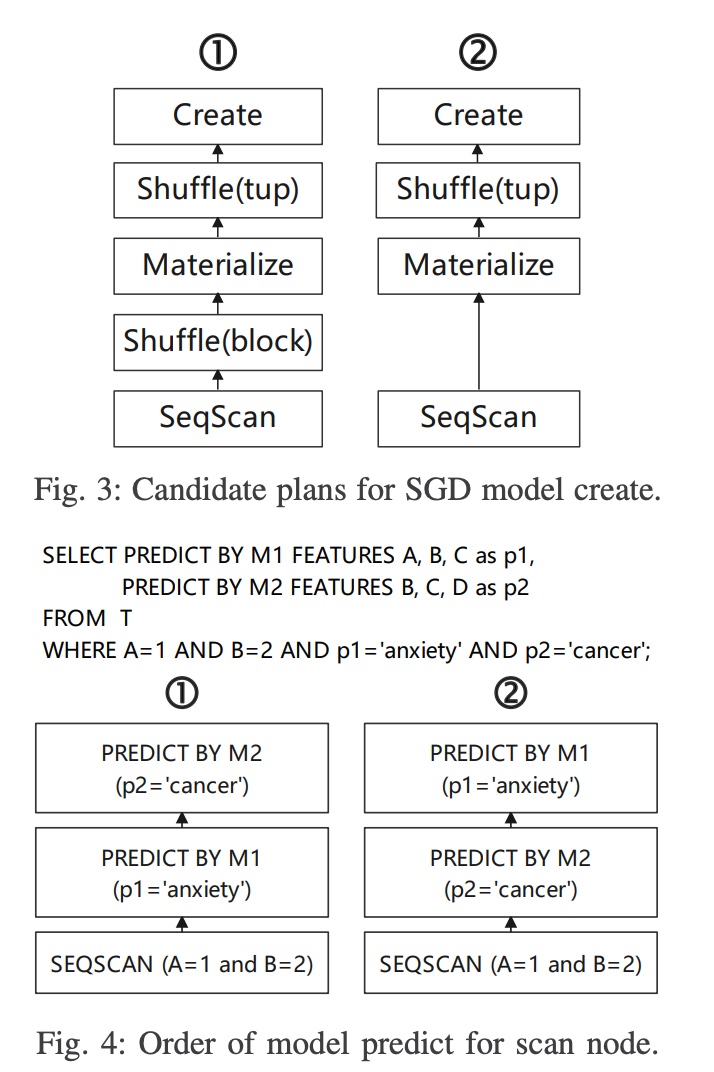 ① ②
Create Create
Shuffle(tup) Shuffle(tup)
Materialize Materialize
Shuffle(block)
SeqScan SeqScan
Fig. 3: Candidate plans for SGD model create.
SELECT PREDICT BY M1 FEATURES A, B, C as p1,
PREDICT BY M2 FEATURES B, C, D as p2
FROM T
WHERE A=1 AND B=2 AND p1='anxiety' AND p2='cancer';
① ②
PREDICT BY M2 PREDICT BY M1
(p2='cancer') (p1='anxiety')
PREDICT BY M1 PREDICT BY M2
(p1='anxiety') (p2='cancer')
SEQSCAN (A=1 and B=2) SEQSCAN (A=1 and B=2)
Fig. 4: Order of model predict for scan node.